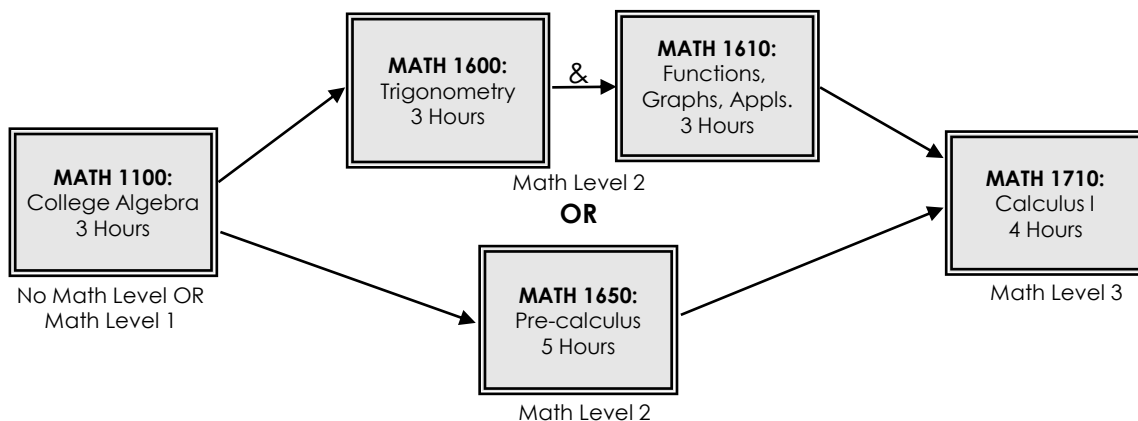 MATH 1600:
Trigonometry
3 Hours
&
MATH 1610:
Functions,
Graphs, Appls.
3 Hours
Math Level 2
OR
MATH 1100:
College Algebra
3 Hours
No Math Level OR
Math Level 1
MATH 1650:
Pre-calculus
5 Hours
Math Level 2
MATH 1710:
Calculus I
4 Hours
Math Level 3